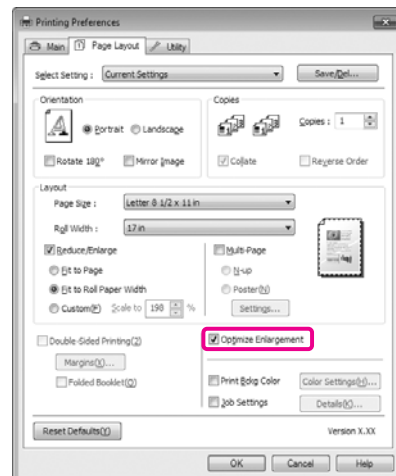 Printing Preferences
Main Page Layout Utility
Select Setting : Current Settings Save/Del...
Orientation Copies
Portrait Landscape Copies : 1
Rotate 180° Mirror Image Collate Reverse Order
Layout
Page Size : Letter 8 1/2 x 11 in
Roll Width : 17 in
Reduce/Enlarge Multi-Page
Fit to Page N-up
Fit to Roll Paper Width Poster(N)
Custom(F) Scale to 198 % Settings...
Double-Sided Printing(2) Optimize Enlargement
Margins(X)...
Folded Booklet(Q) Print Bckg Color Color Settings(H)...
Job Settings Details(K)...
Reset Defaults(Y) Version X.XX
OK Cancel Help